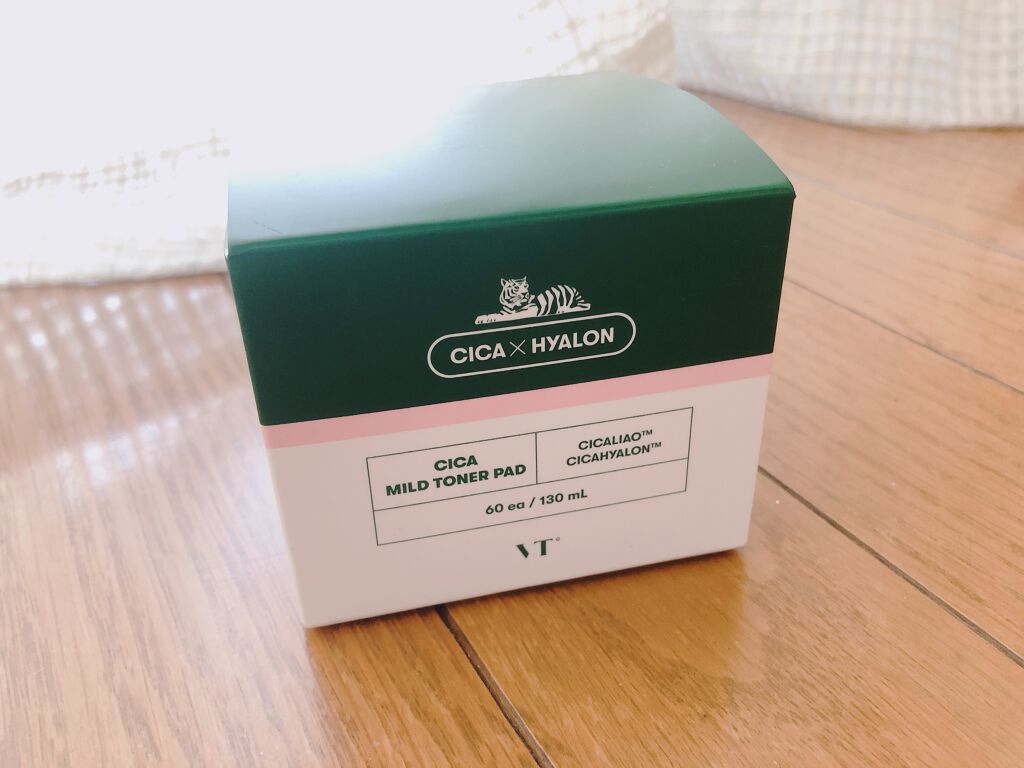 CICA × HYALON
CICA
MILD TONER PAD
CICALIAO™
CICAHYALON™
60 ea / 130 mL
VT®